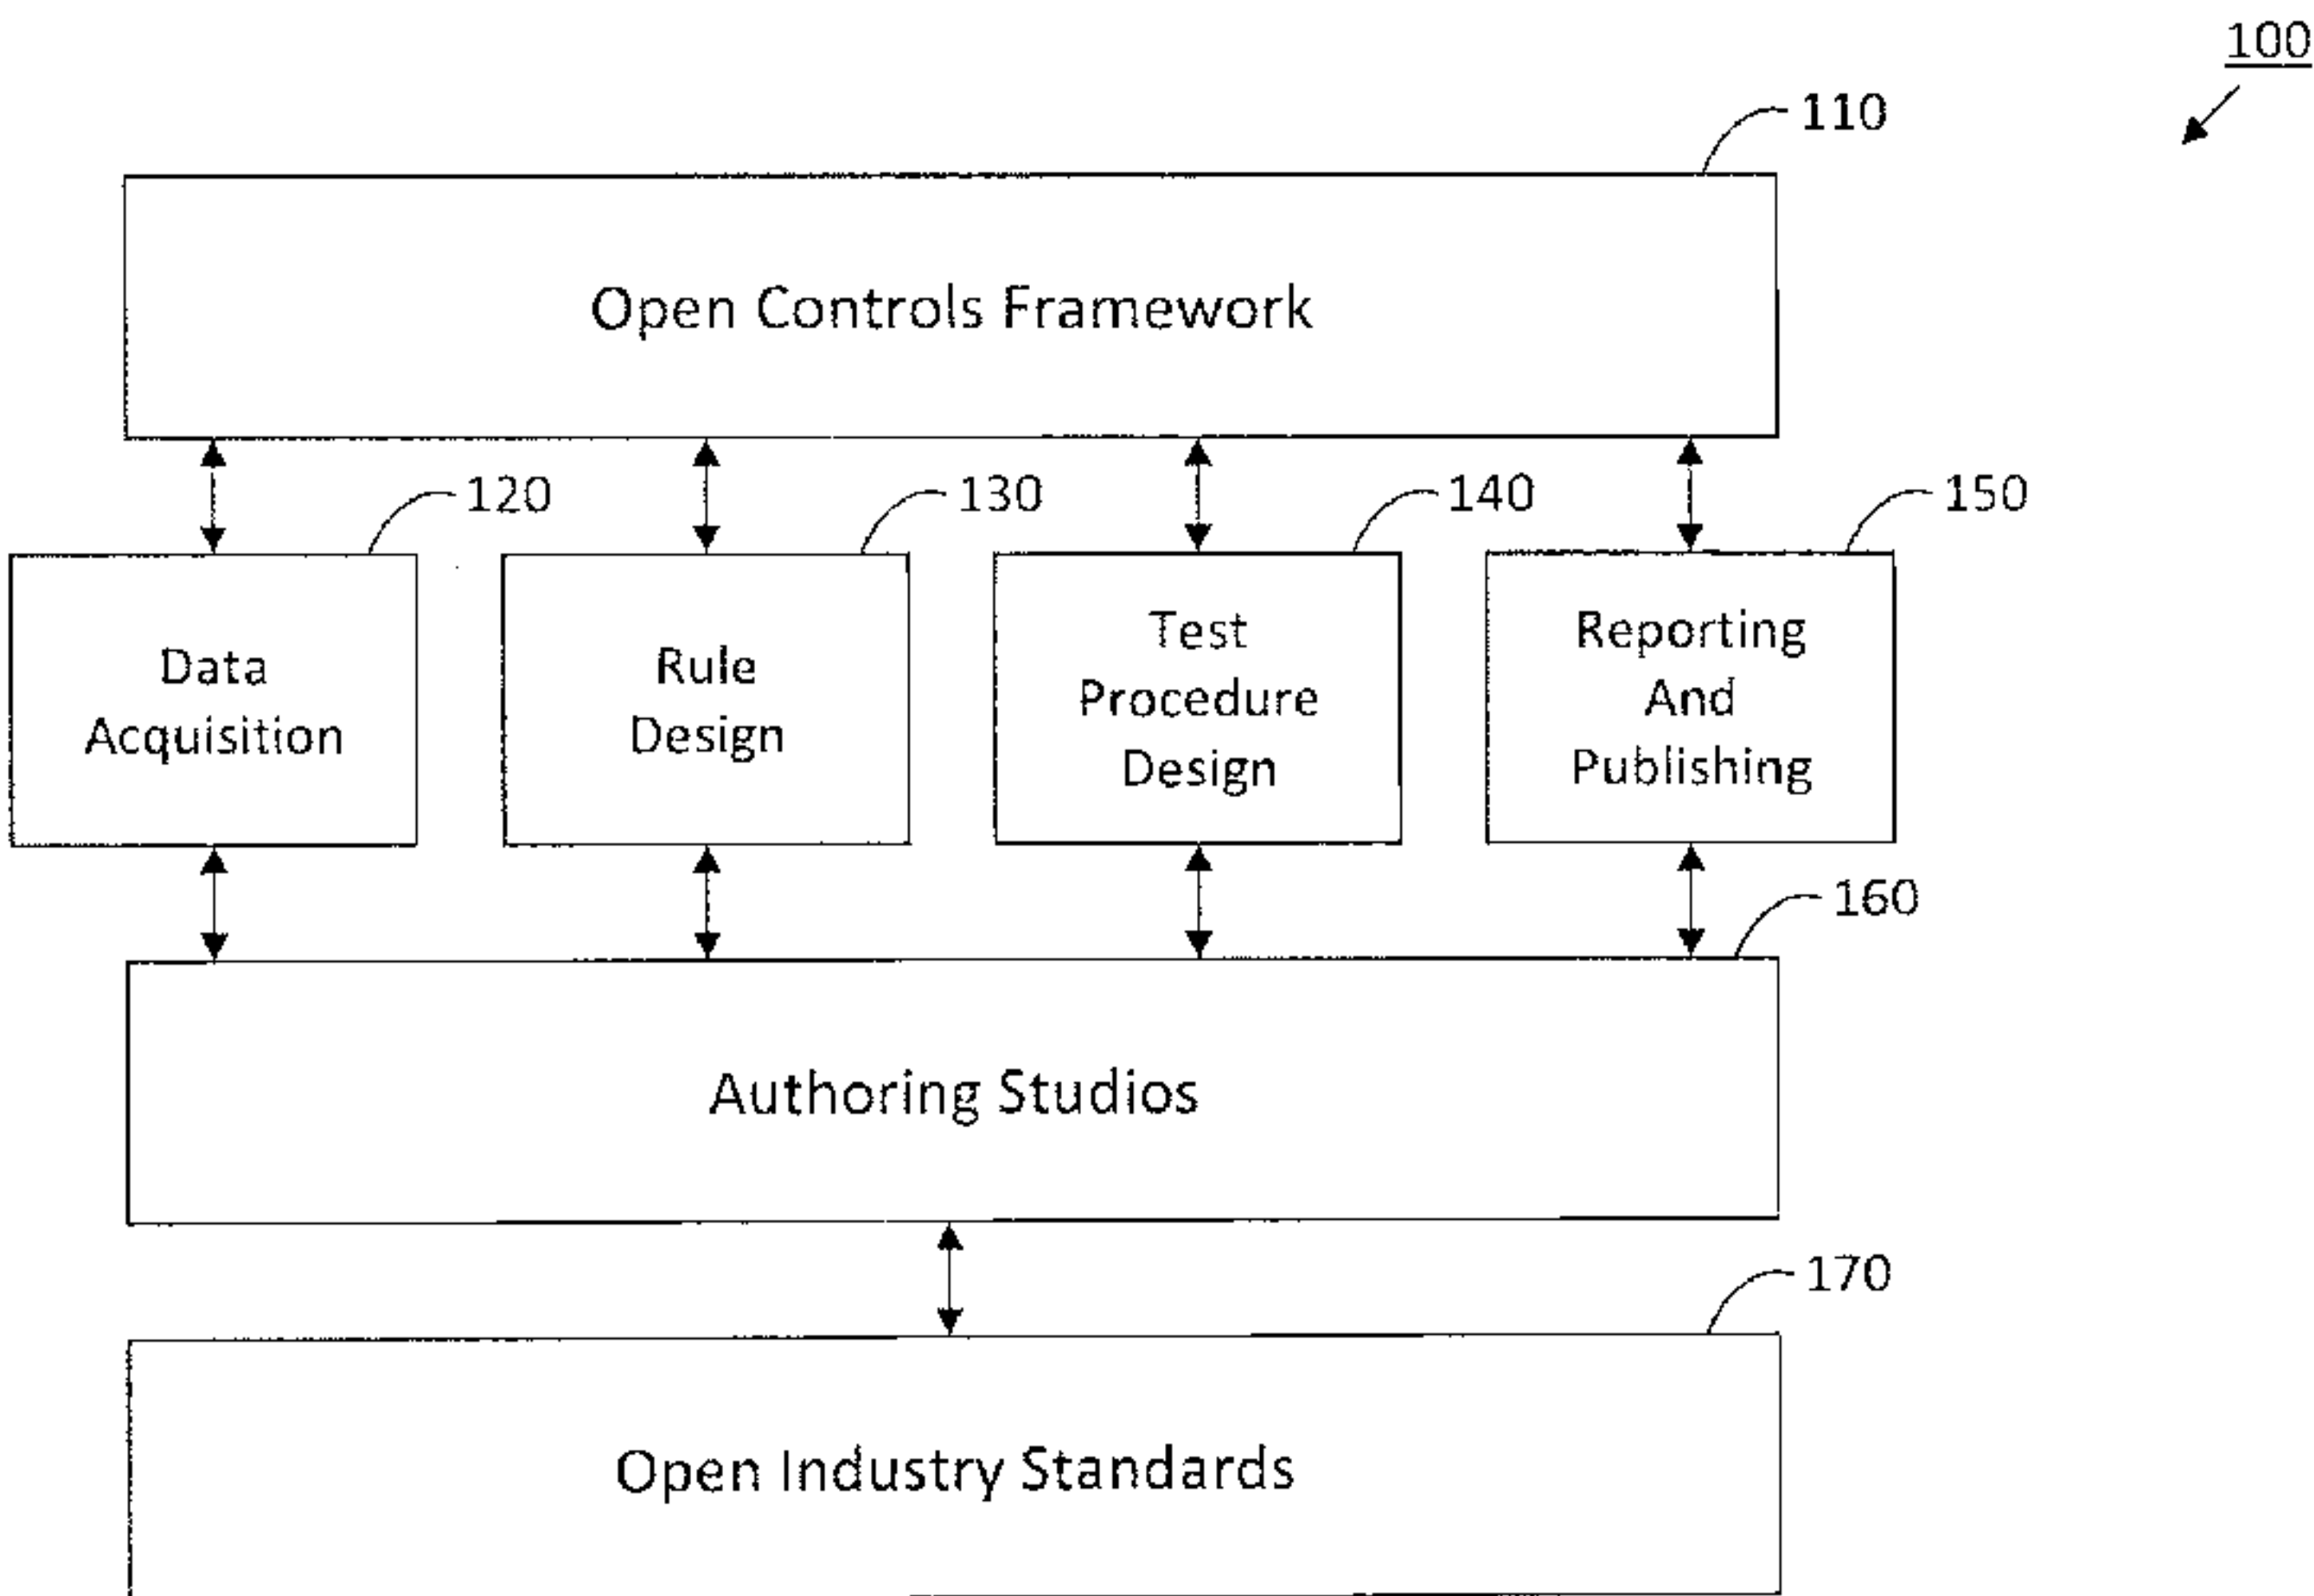 100
110
Open Controls Framework
120
130
140
150
Data
Acquisition
Rule
Design
Test
Procedure
Design
Reporting
And
Publishing
160
Authoring Studios
170
Open Industry Standards